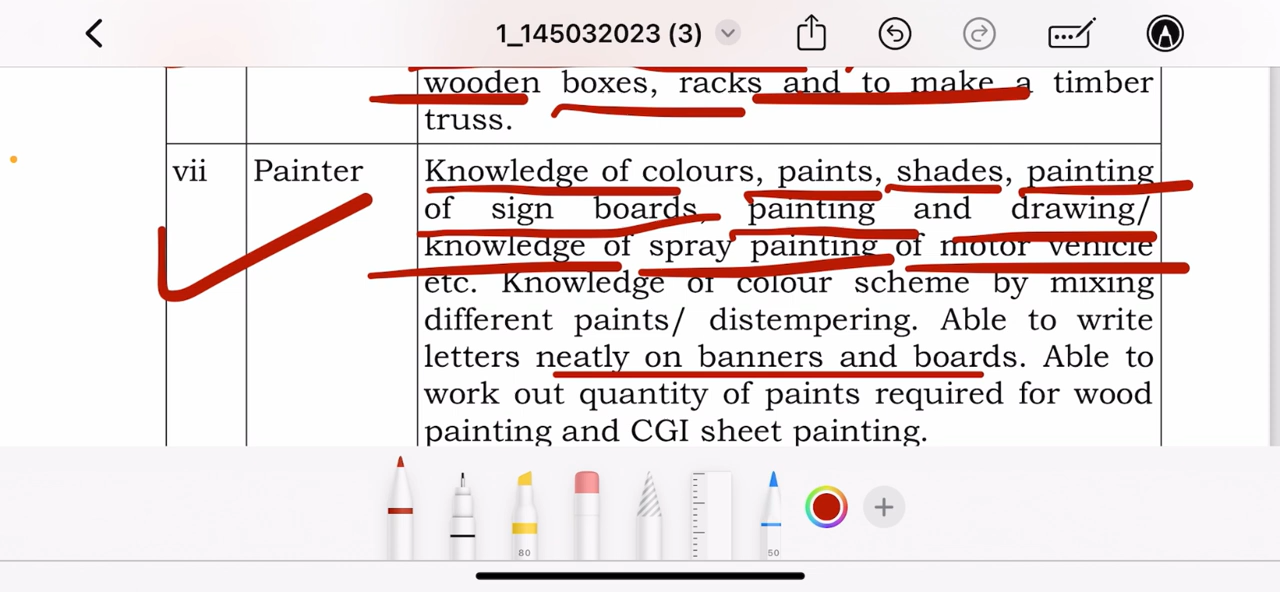 1_145032023 (3)
wooden boxes, racks and to make a timber
truss.
vii Painter Knowledge of colours, paints, shades, painting
of sign boards, painting and drawing/
knowledge of spray painting of motor vehicle
etc. Knowledge of colour scheme by mixing
different paints/ distempering. Able to write
letters neatly on banners and boards. Able to
work out quantity of paints required for wood
painting and CGI sheet painting.
80 50